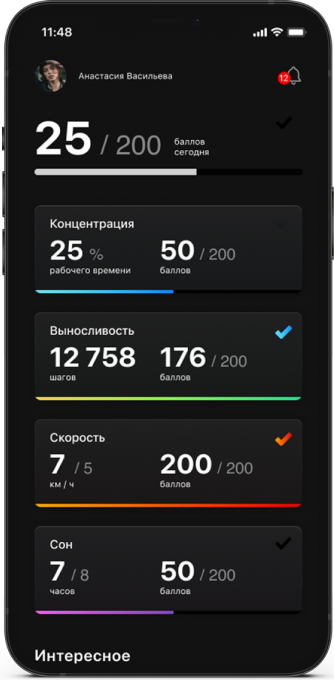 11:48
Анастасия Васильева
12
25 / 200 баллов
сегодня
Концентрация
25 % 50 / 200
рабочего времени баллов
Выносливость
12 758 176 / 200
шагов баллов
Скорость
7 / 5 200 / 200
км / ч баллов
Сон
7 / 8 50 / 200
часов баллов
Интересное